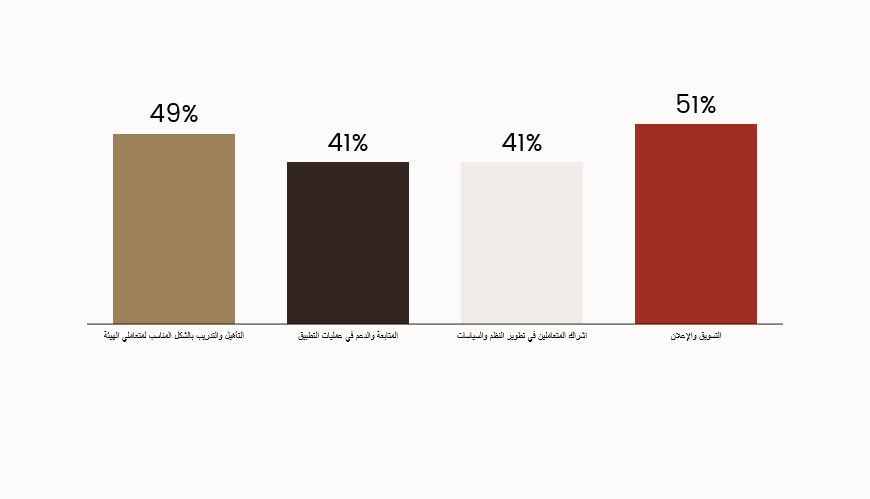 49%
41%
41%
51%
التأهيل والتدريب بالشكل المناسب لمتعاملي الهيئة
المتابعة والدعم في عمليات التطبيق
اشراك المتعاملين في تطوير النظم والسياسات
التسويق والإعلان